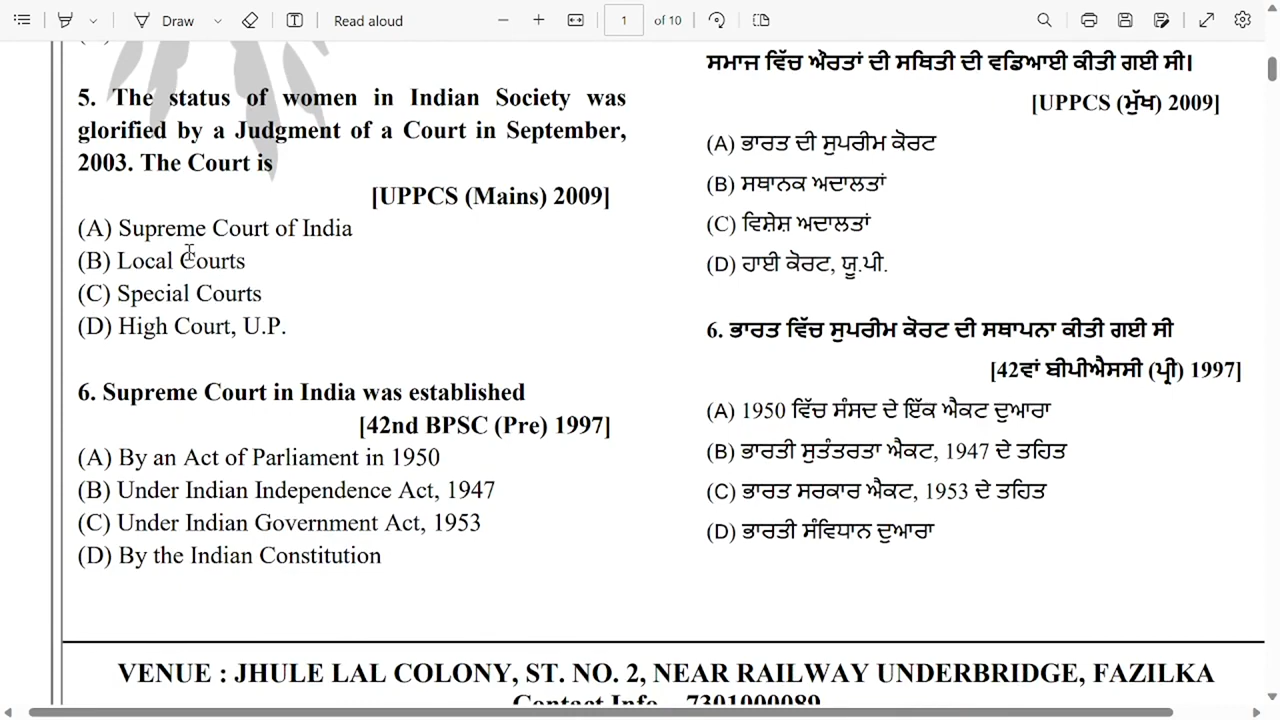 Draw
Read aloud
1
of 10
5. The status of women in Indian Society was
glorified by a Judgment of a Court in September,
2003. The Court is
[UPPCS (Mains) 2009]
(A) Supreme Court of India
(B) Local Courts
(C) Special Courts
(D) High Court, U.P.
6. Supreme Court in India was established
[42nd BPSC (Pre) 1997]
(A) By an Act of Parliament in 1950
(B) Under Indian Independence Act, 1947
(C) Under Indian Government Act, 1953
(D) By the Indian Constitution
ਸਮਾਜ ਵਿੱਚ ਔਰਤਾਂ ਦੀ ਸਥਿਤੀ ਦੀ ਵਡਿਆਈ ਕੀਤੀ ਗਈ ਸੀ।
[UPPCS (ਮੁੱਖ) 2009]
(A) ਭਾਰਤ ਦੀ ਸੁਪਰੀਮ ਕੋਰਟ
(B) ਸਥਾਨਕ ਅਦਾਲਤਾਂ
(C) ਵਿਸ਼ੇਸ਼ ਅਦਾਲਤਾਂ
(D) ਹਾਈ ਕੋਰਟ, ਯੂ.ਪੀ.
6. ਭਾਰਤ ਵਿੱਚ ਸੁਪਰੀਮ ਕੋਰਟ ਦੀ ਸਥਾਪਨਾ ਕੀਤੀ ਗਈ ਸੀ
[42ਵਾਂ ਬੀਪੀਐਸਸੀ (ਪ੍ਰੀ) 1997]
(A) 1950 ਵਿੱਚ ਸੰਸਦ ਦੇ ਇੱਕ ਐਕਟ ਦੁਆਰਾ
(B) ਭਾਰਤੀ ਸੁਤੰਤਰਤਾ ਐਕਟ, 1947 ਦੇ ਤਹਿਤ
(C) ਭਾਰਤ ਸਰਕਾਰ ਐਕਟ, 1953 ਦੇ ਤਹਿਤ
(D) ਭਾਰਤੀ ਸੰਵਿਧਾਨ ਦੁਆਰਾ
VENUE : JHULE LAL COLONY, ST. NO. 2, NEAR RAILWAY UNDERBRIDGE, FAZILKA
Contact Info 7301000089